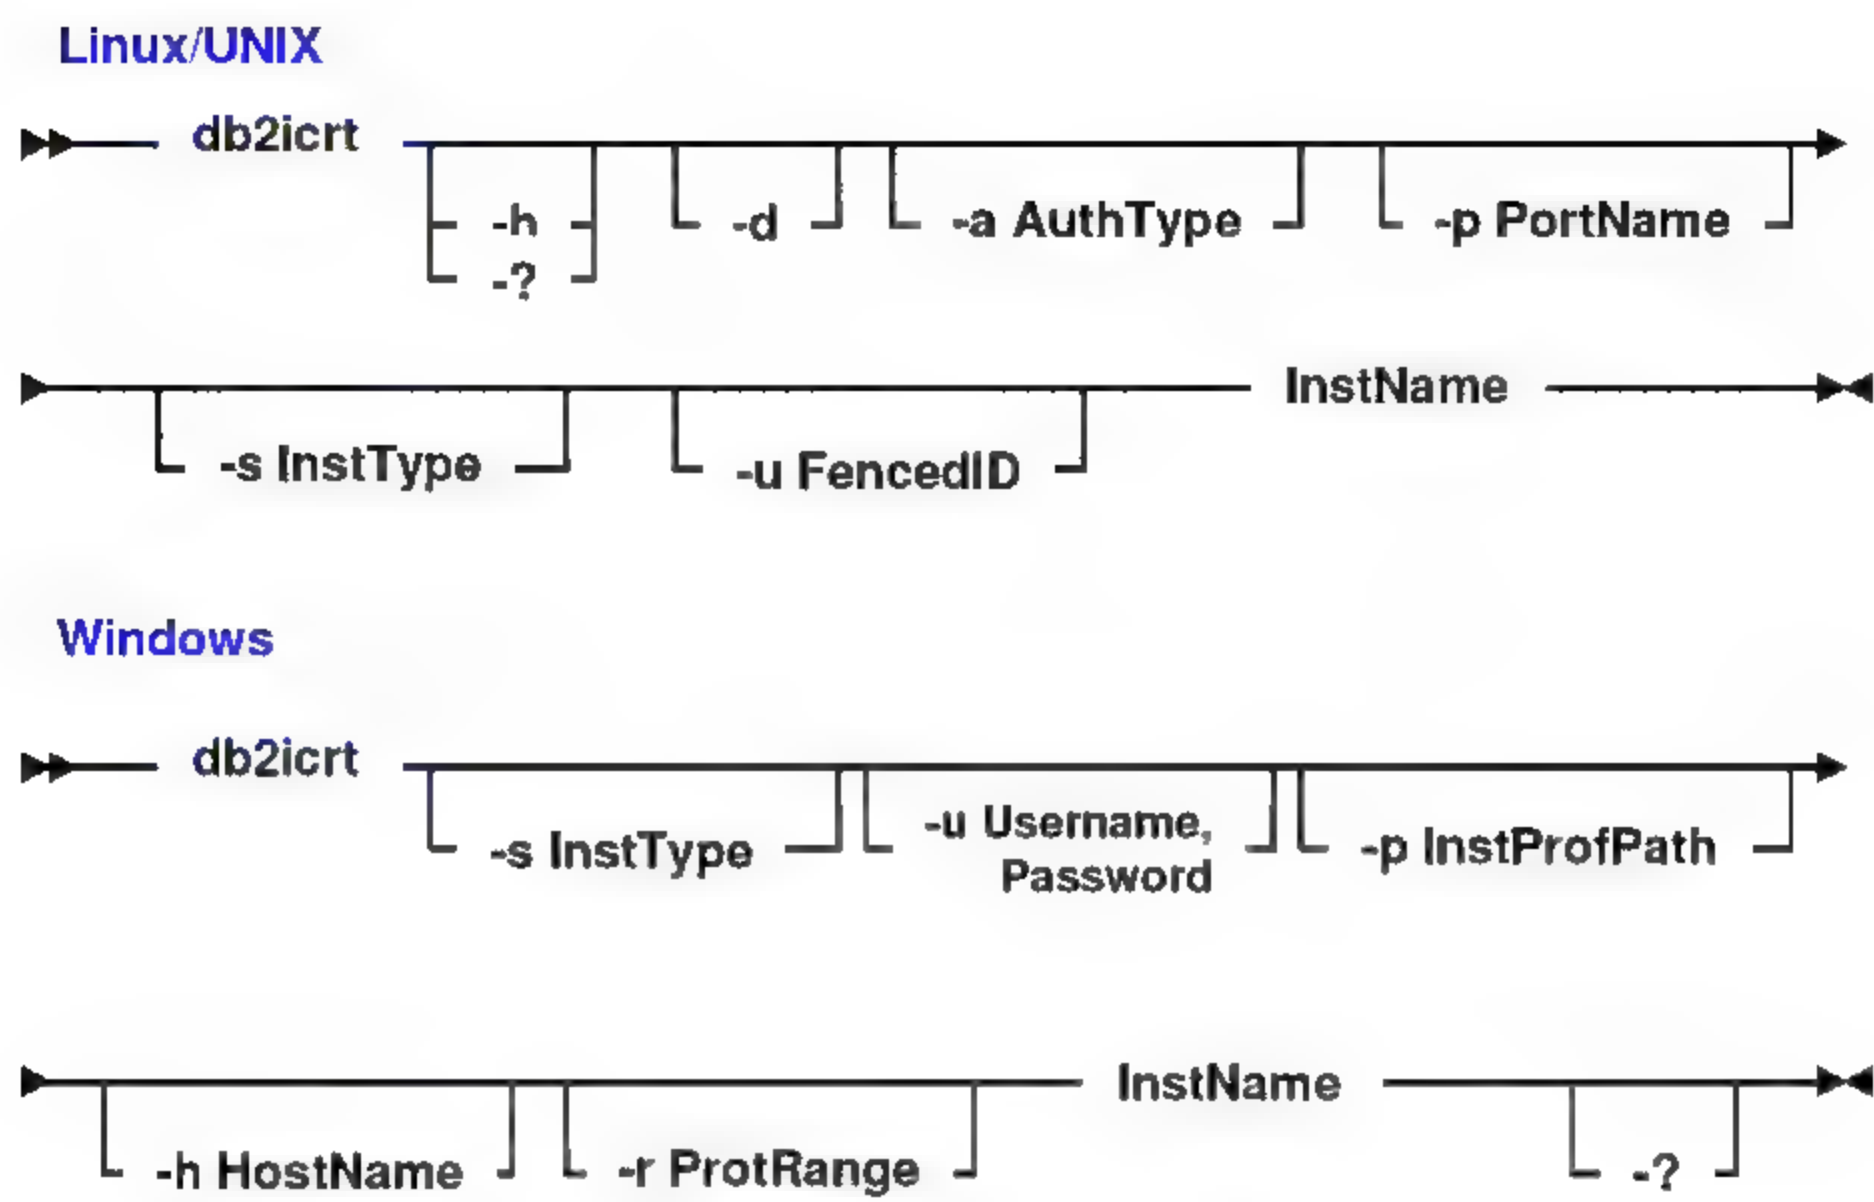 Linux/UNIX
db2icrt
-h
-?
-d
-a AuthType
-p PortName
-s InstType
-u FencedID
InstName
Windows
db2icrt
-s InstType
-u Username,
Password
-p InstProfPath
-h HostName
-r ProtRange
InstName
-?